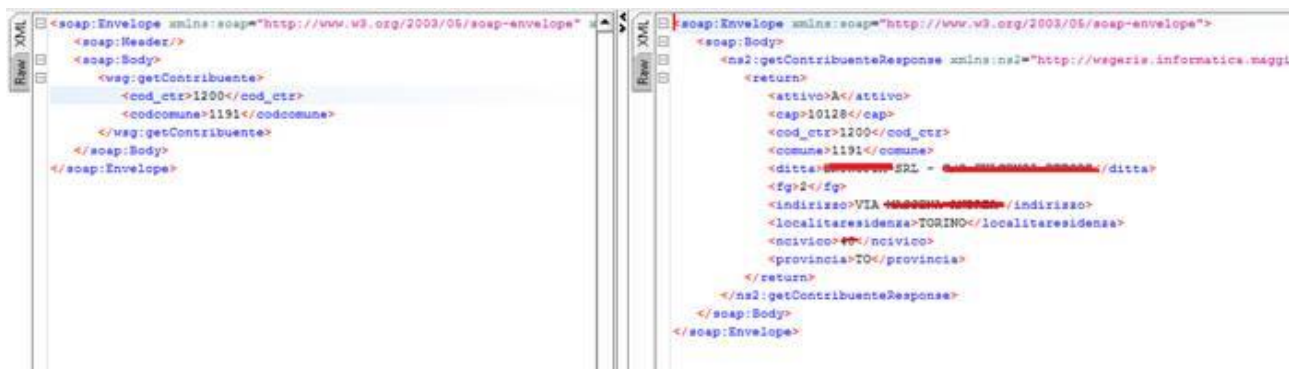 XML
Raw
<soap:Envelope xmlns:soap="http://www.w3.org/2003/05/soap-envelope"
<soap:Header/>
<soap:Body>
<wsg:getContribuente>
<cod_ctr>1200</cod_ctr>
<codcomune>1191</codcomune>
</wsg:getContribuente>
</soap:Body>
</soap:Envelope>
XML
Raw
<soap:Envelope xmlns:soap="http://www.w3.org/2003/05/soap-envelope">
<soap:Body>
<ns2:getContribuenteResponse xmlns:ns2="http://wsgeris.informatica.maggi
<return>
<attivo>A</attivo>
<cap>10128</cap>
<cod_ctr>1200</cod_ctr>
<comune>1191</comune>
<ditta> SRL - </ditta>
<fg>2</fg>
<indirizzo>VIA </indirizzo>
<localitaresidenza>TORINO</localitaresidenza>
<ncivico></ncivico>
<provincia>TO</provincia>
</return>
</ns2:getContribuenteResponse>
</soap:Body>
</soap:Envelope>